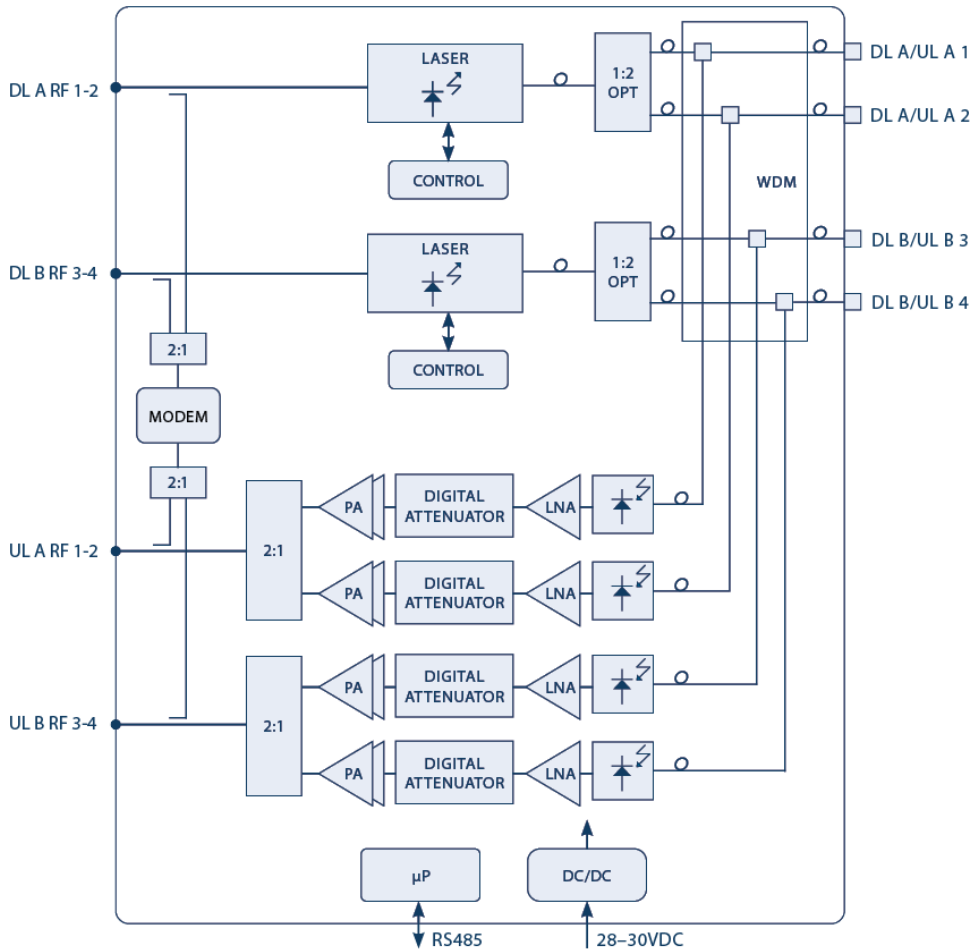 LASER
DL A/UL A 1
1:2
OPT
DL A RF 1-2
DL A/UL A 2
CONTROL
WDM
LASER
DL B/UL B 3
1:2
OPT
DL B RF 3-4
DL B/UL B 4
2:1
CONTROL
MODEM
2:1
PA
DIGITAL
ATTENUATOR
LNA
UL A RF 1-2
2:1
PA
DIGITAL
ATTENUATOR
LNA
PA
DIGITAL
ATTENUATOR
LNA
UL B RF 3-4
2:1
PA
DIGITAL
ATTENUATOR
LNA
µP
DC/DC
RS485
28–30VDC